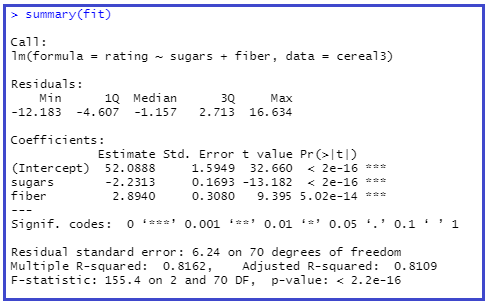 > summary(fit)
Call:
lm(formula = rating ~ sugars + fiber, data = cereal3)
Residuals:
Min 1Q Median 3Q Max
-12.183 -4.607 -1.157 2.713 16.634
Coefficients:
Estimate Std. Error t value Pr(>|t|)
(Intercept) 52.0888 1.5949 32.660 < 2e-16 ***
sugars -2.2313 0.1693 -13.182 < 2e-16 ***
fiber 2.8940 0.3080 9.395 5.02e-14 ***
---
Signif. codes: 0 ‘***’ 0.001 ‘**’ 0.01 ‘*’ 0.05 ‘.’ 0.1 ‘ ’ 1
Residual standard error: 6.24 on 70 degrees of freedom
Multiple R-squared: 0.8162, Adjusted R-squared: 0.8109
F-statistic: 155.4 on 2 and 70 DF, p-value: < 2.2e-16